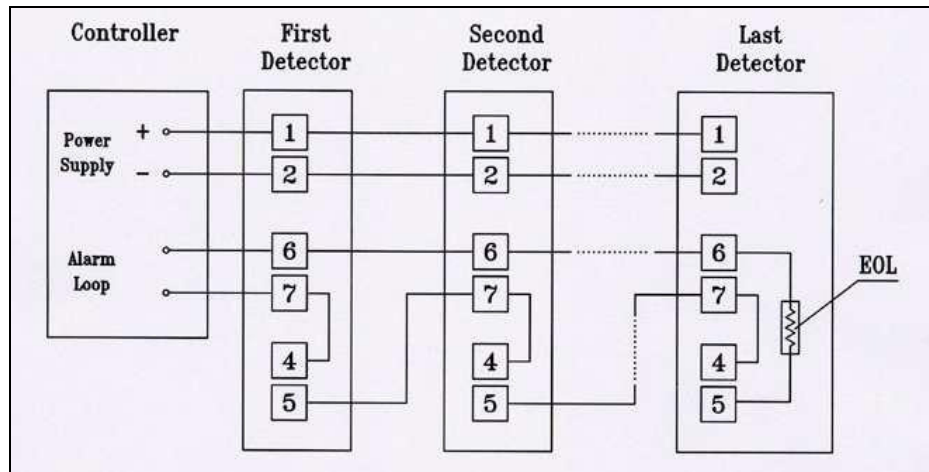 Controller
First
Detector
Second
Detector
Last
Detector
Power
Supply
+
−
1
1
1
2
2
2
Alarm
Loop
6
6
6
7
7
7
EOL
4
4
4
5
5
5